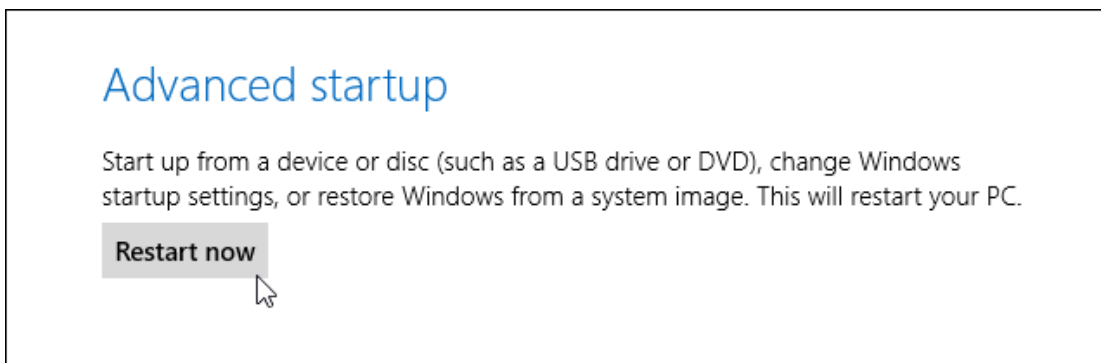 Advanced startup
Start up from a device or disc (such as a USB drive or DVD), change Windows
startup settings, or restore Windows from a system image. This will restart your PC.
Restart now